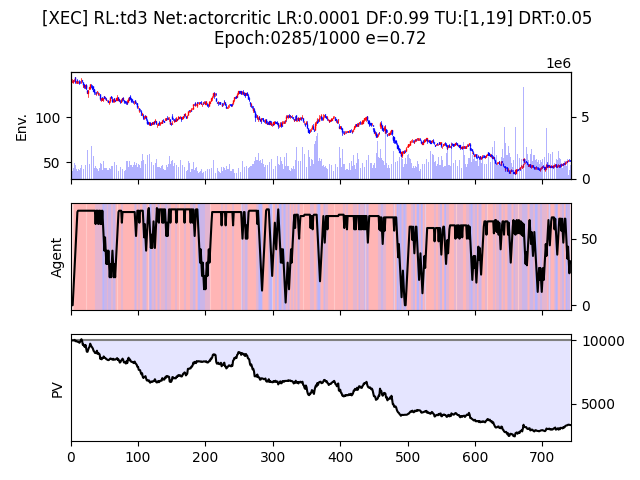 [XEC] RL:td3 Net:actorcritic LR:0.0001 DF:0.99 TU:[1,19] DRT:0.05
Epoch:0285/1000 e=0.72
1e6
Env.
100
50
5
0
Agent
50
0
PV
10000
5000
0 100 200 300 400 500 600 700